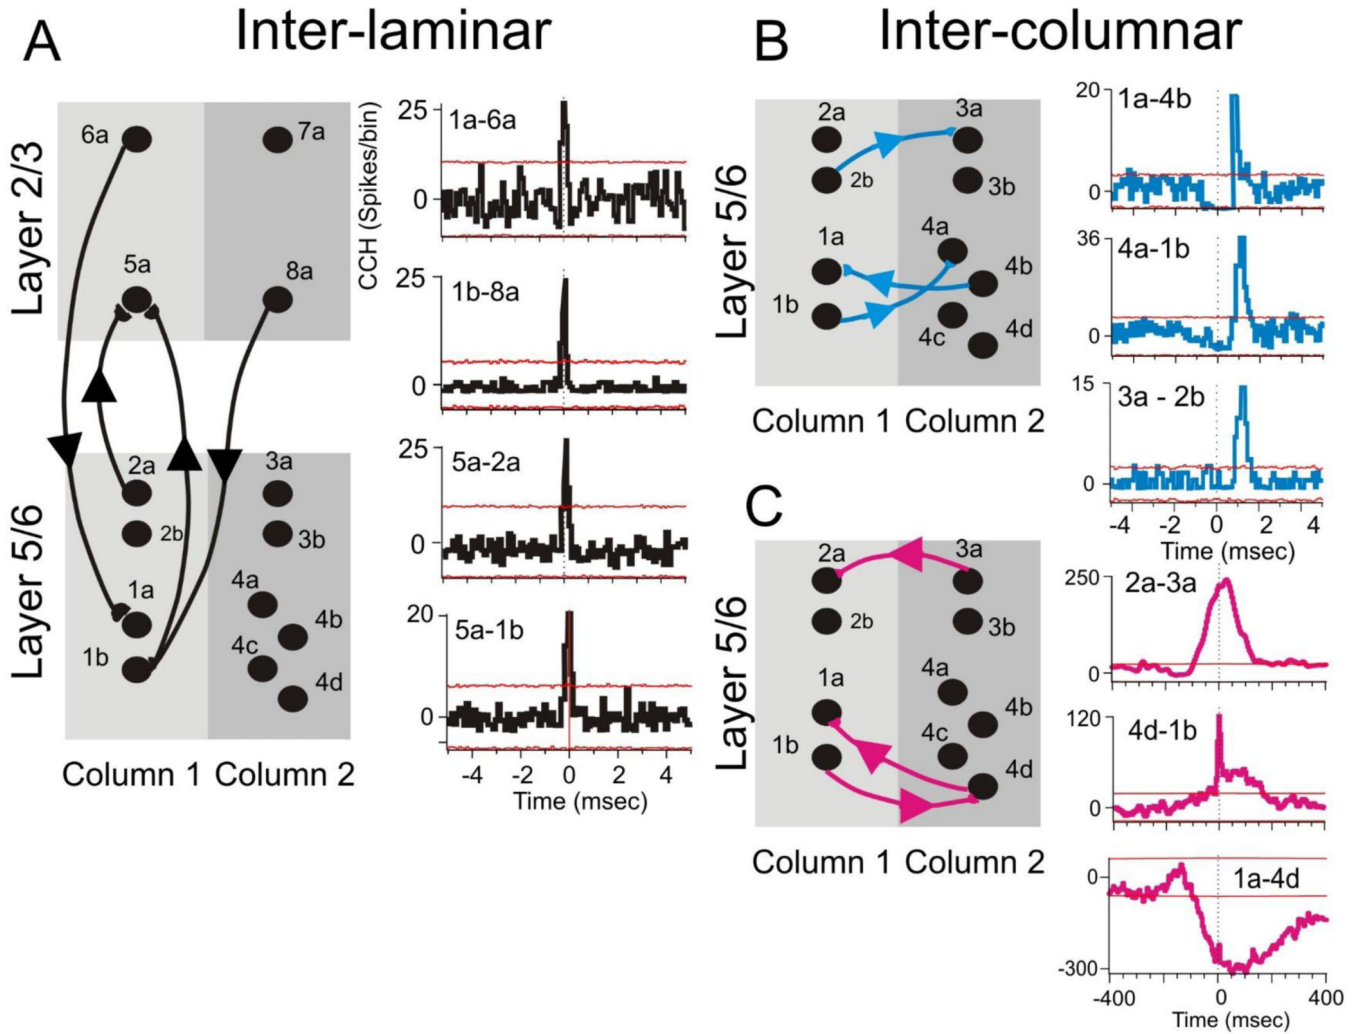 A
Inter-laminar
Layer 2/3
6a
7a
5a
8a
Layer 5/6
2a
3a
2b
3b
1a
4a
4b
1b
4c
4d
Column 1 Column 2
CCH (Spikes/bin)
25
1a-6a
0
25
1b-8a
0
25
5a-2a
0
20
5a-1b
0
-4 -2 0 2 4
Time (msec)
B
Inter-columnar
Layer 5/6
2a
3a
2b
3b
1a
4a
4b
1b
4c
4d
Column 1 Column 2
20
1a-4b
0
36
4a-1b
0
15
3a - 2b
0
-4 -2 0 2 4
Time (msec)
C
Layer 5/6
2a
3a
2b
3b
1a
4a
4b
1b
4c
4d
Column 1 Column 2
250
2a-3a
0
120
4d-1b
0
0
1a-4d
-300
-400 0 400
Time (msec)